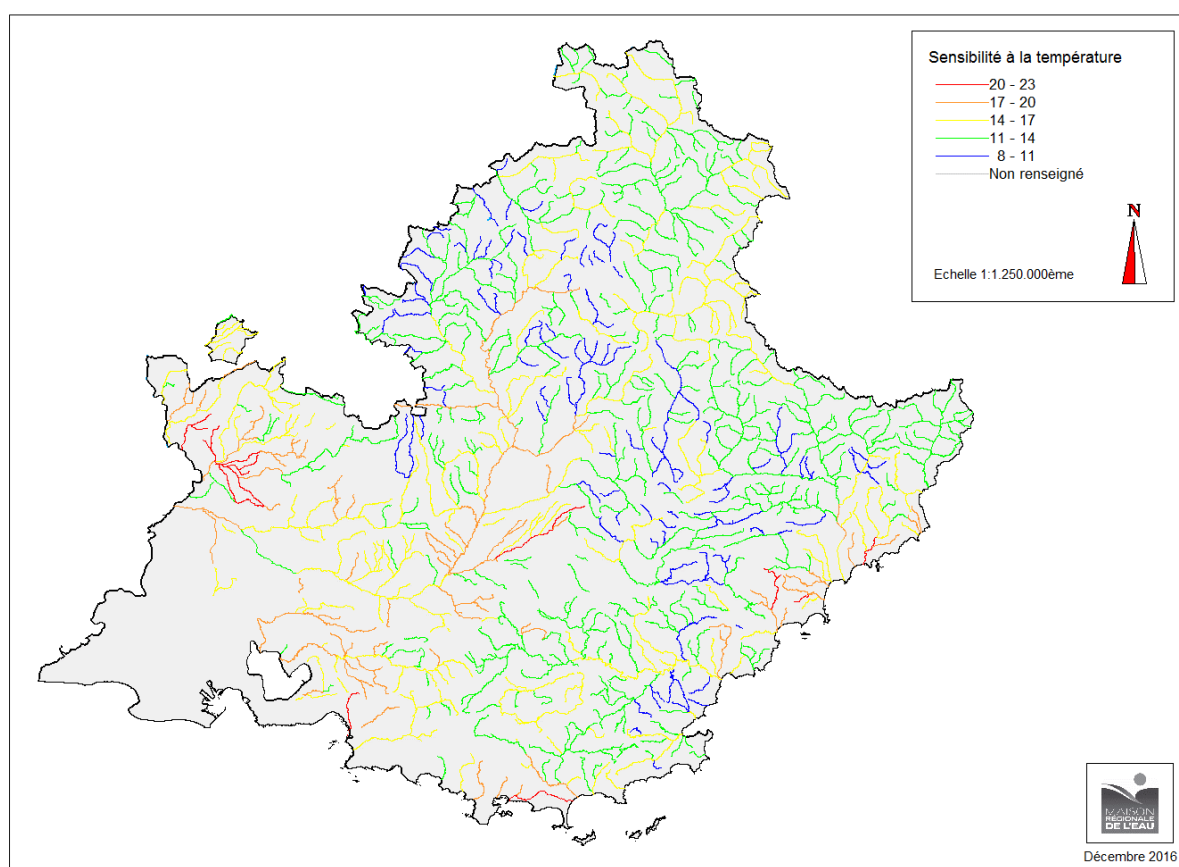 Sensibilité à la température
20 - 23
17 - 20
14 - 17
11 - 14
8 - 11
Non renseigné
N
Echelle 1:1.250.000ème
MAISON
RÉGIONALE
DE L'EAU
Décembre 2016